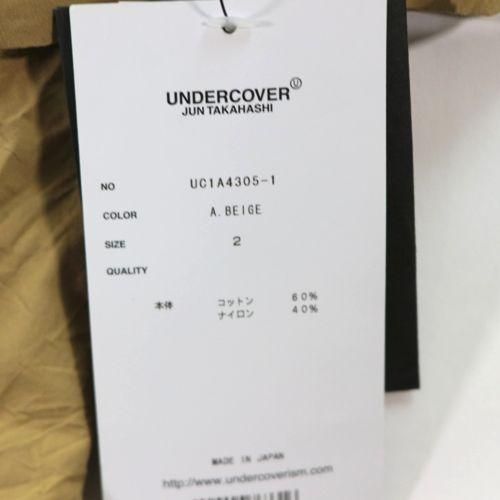 UNDERCOVER
JUN TAKAHASHI
NO UC1A4305-1
COLOR A.BEIGE
SIZE 2
QUALITY
本体 コットン 60%
ナイロン 40%
MADE IN JAPAN
http://www.undercoverism.com